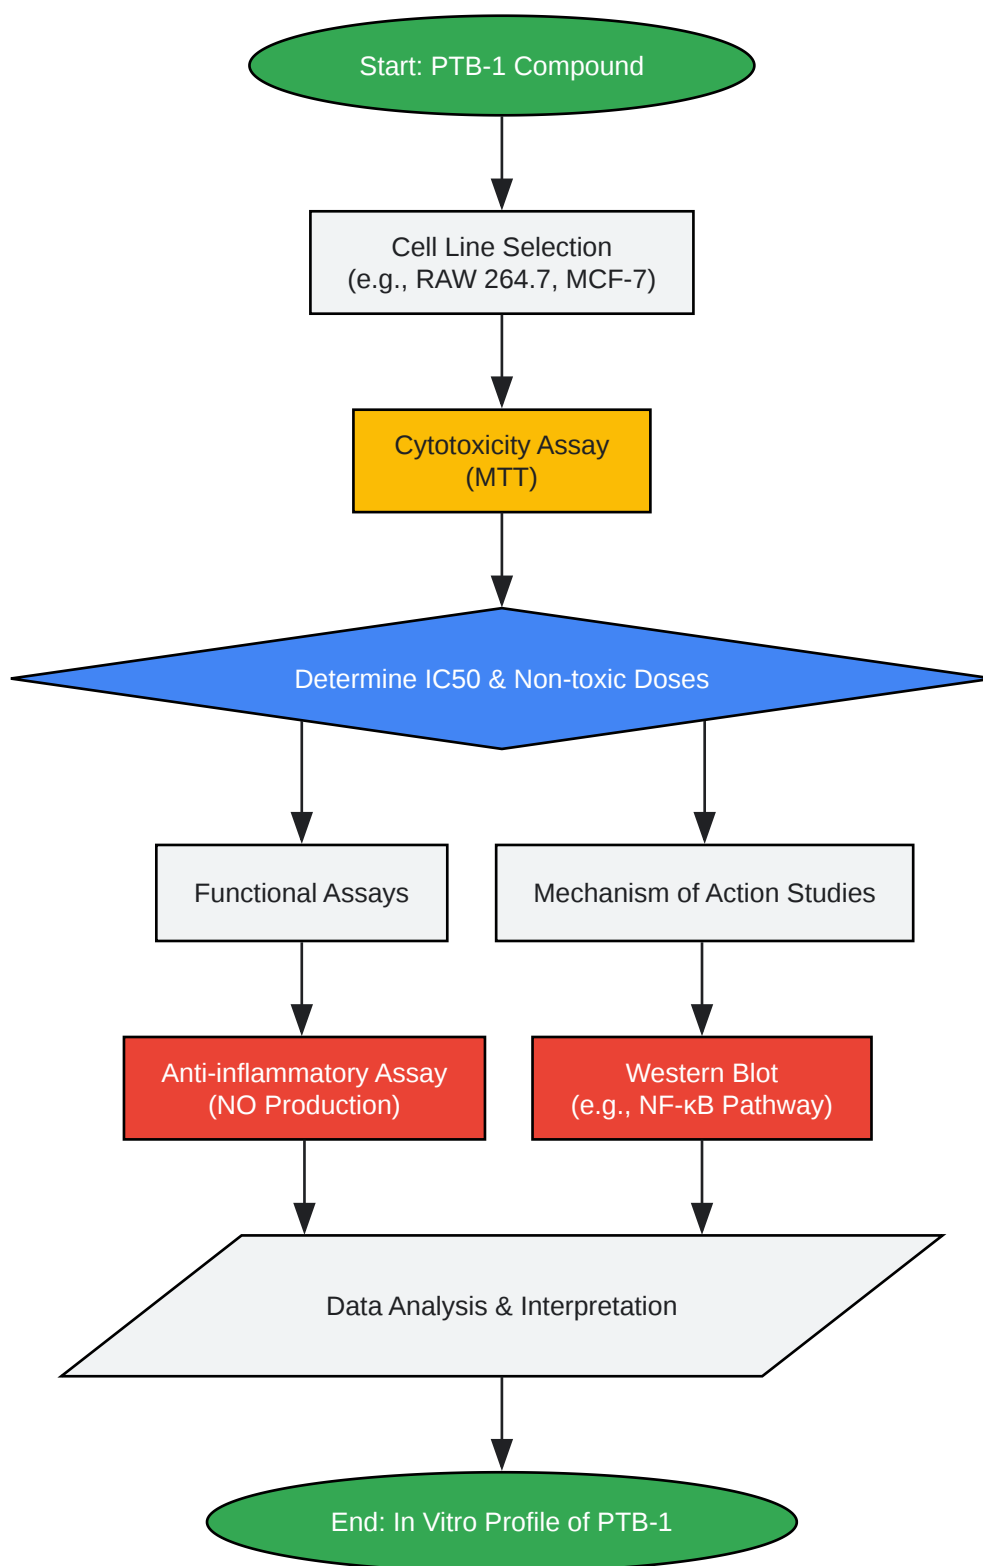 Start: PTB-1 Compound
Cell Line Selection
(e.g., RAW 264.7, MCF-7)
Cytotoxicity Assay
(MTT)
Determine IC50 & Non-toxic Doses
Functional Assays
Mechanism of Action Studies
Anti-inflammatory Assay
(NO Production)
Western Blot
(e.g., NF-κB Pathway)
Data Analysis & Interpretation
End: In Vitro Profile of PTB-1